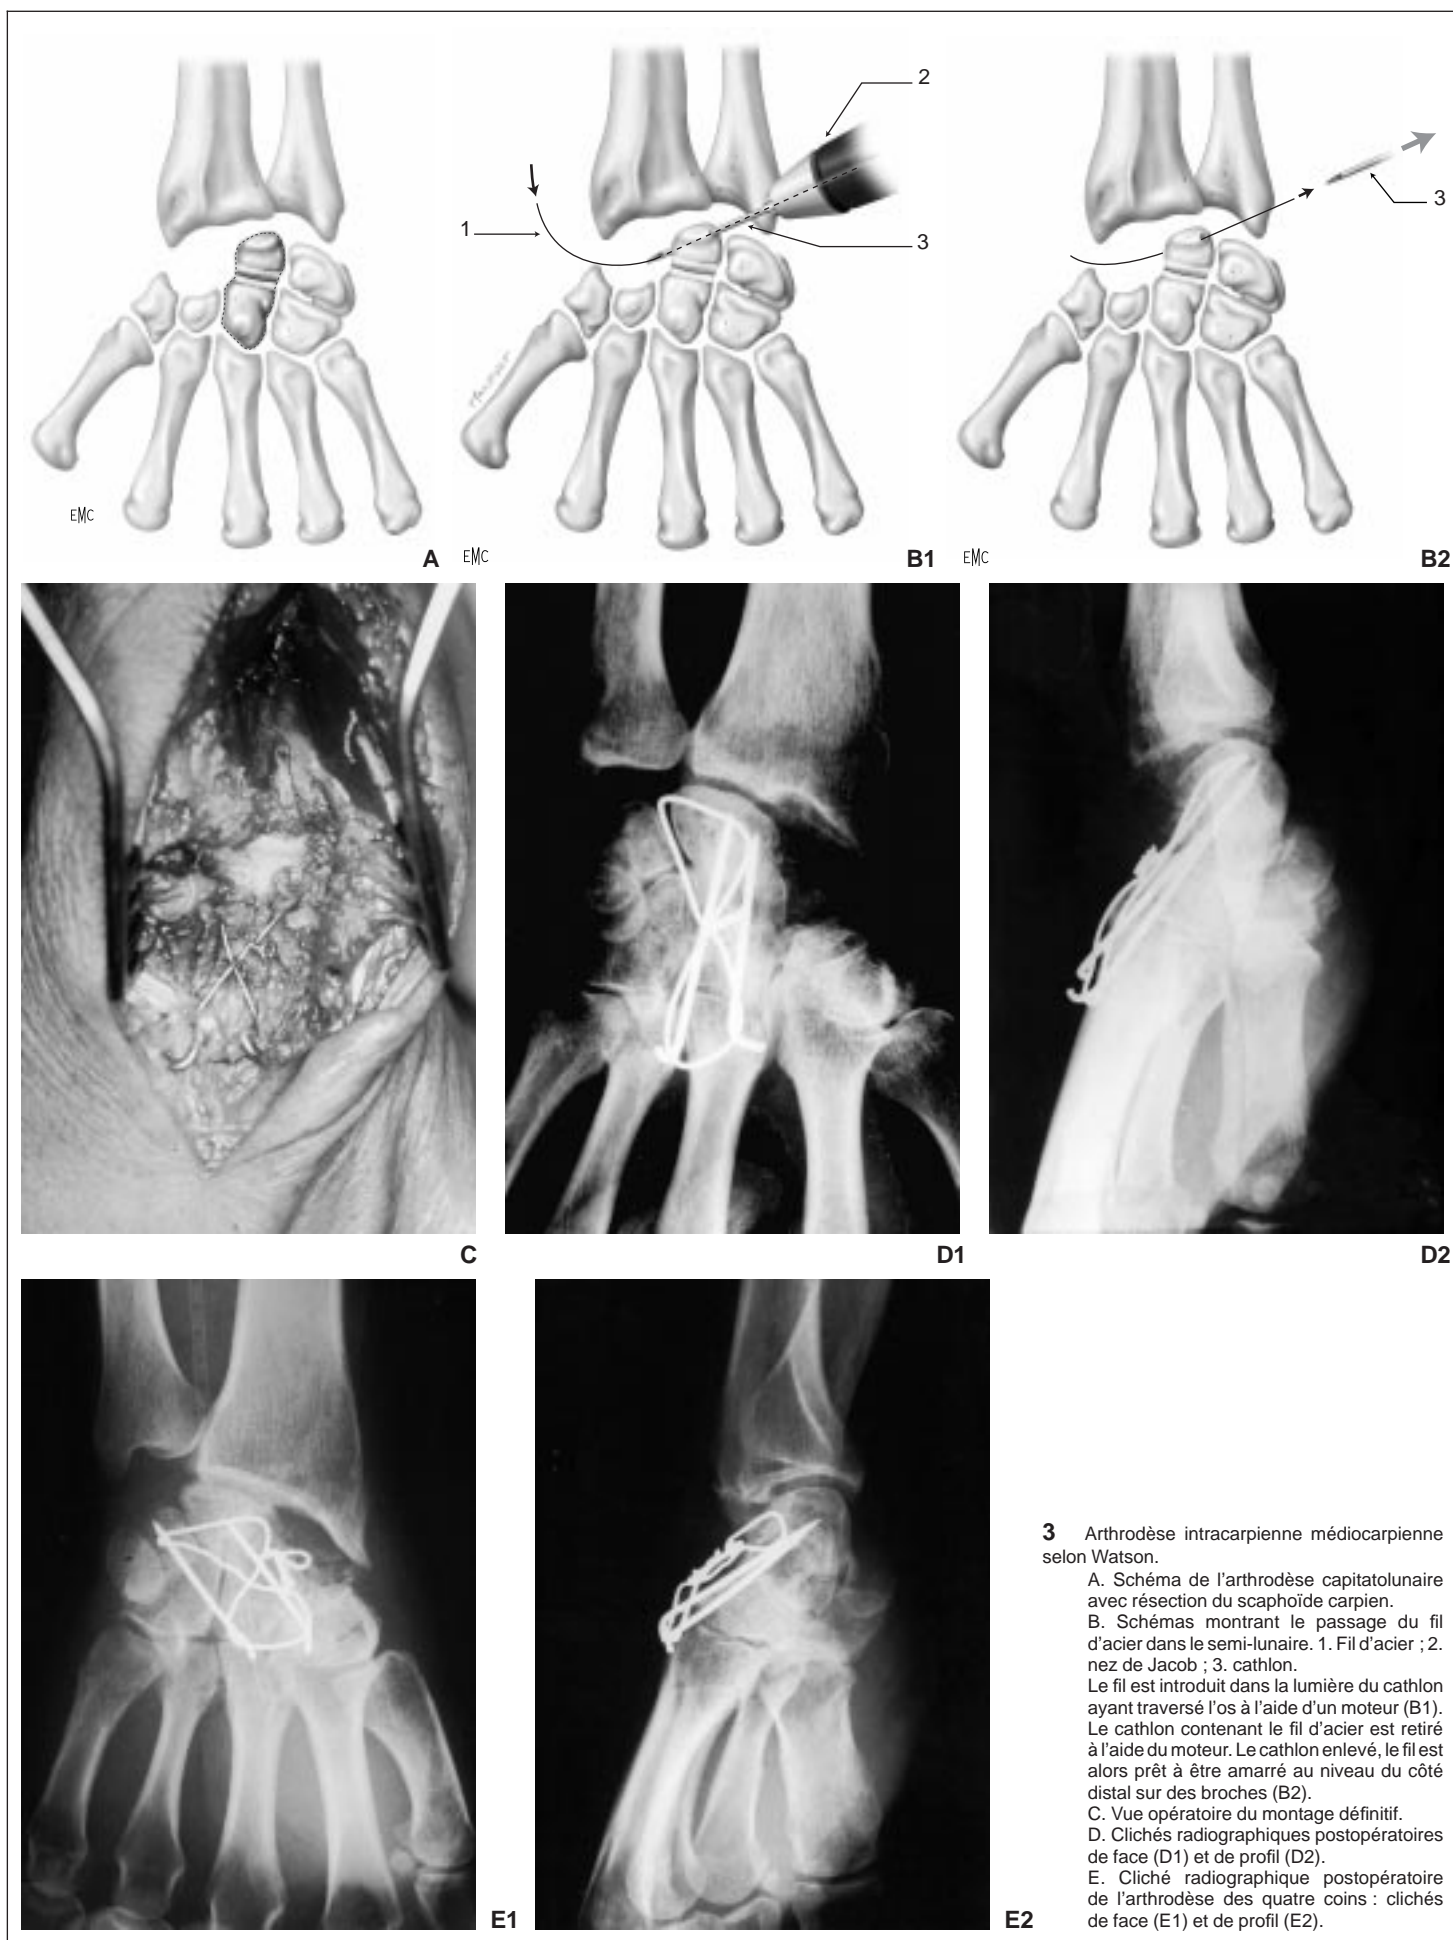 2
1
3
3
EMC
A
EMC
B1
EMC
B2
C
D1
D2
E1
E2
3 Arthrodèse intracarpienne médiocarpienne
selon Watson.
A. Schéma de l'arthrodèse capitatolunaire
avec résection du scaphoïde carpien.
B. Schémas montrant le passage du fil
d'acier dans le semi-lunaire. 1. Fil d'acier ; 2.
nez de Jacob ; 3. cathlon.
Le fil est introduit dans la lumière du cathlon
ayant traversé l'os à l'aide d'un moteur (B1).
Le cathlon contenant le fil d'acier est retiré
à l'aide du moteur. Le cathlon enlevé, le fil est
alors prêt à être amarré au niveau du côté
distal sur des broches (B2).
C. Vue opératoire du montage définitif.
D. Clichés radiographiques postopératoires
de face (D1) et de profil (D2).
E. Cliché radiographique postopératoire
de l'arthrodèse des quatre coins : clichés
de face (E1) et de profil (E2).